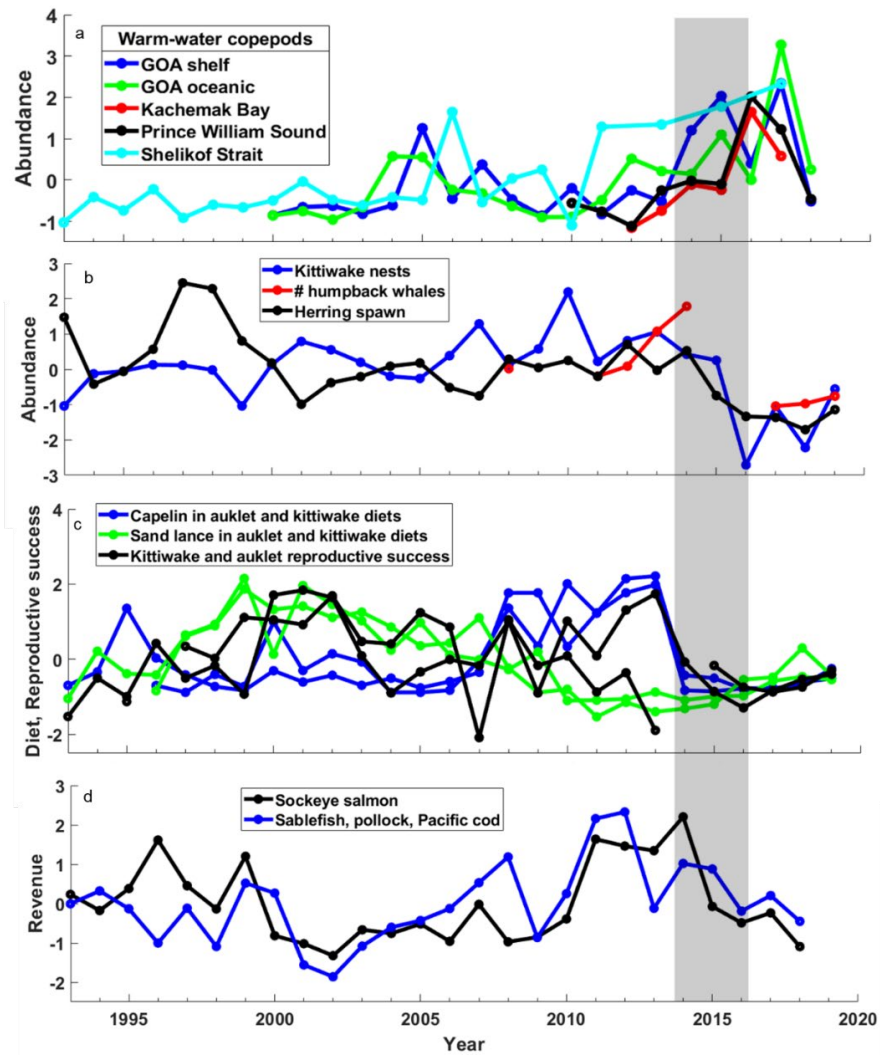 a
Warm-water copepods
GOA shelf
GOA oceanic
Kachemak Bay
Prince William Sound
Shelikof Strait
Abundance
4
3
2
1
0
-1
b
Kittiwake nests
# humpback whales
Herring spawn
Abundance
3
2
1
0
-1
-2
-3
c
Capelin in auklet and kittiwake diets
Sand lance in auklet and kittiwake diets
Kittiwake and auklet reproductive success
Diet, Reproductive success
4
2
0
-2
d
Sockeye salmon
Sablefish, pollock, Pacific cod
Revenue
3
2
1
0
-1
-2
1995 2000 2005 2010 2015 2020
Year